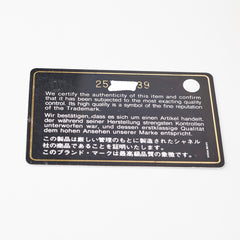 25 89
We certify the authenticity of this item and confirm
that it has been subjected to the most exacting quality
control. Its high quality is a symbol of the fine reputation
of the Trademark.
Wir bestätigen, dass es sich um einen Artikel handelt,
der während seiner Herstellung strengsten Kontrollen
unterworfen war, und dessen erstklassige Qualität
dem hohen Ansehen unserer Marke entspricht.
この製品は厳しい管理のもとに製造されたシャネル
社の商品であることを証明いたします。
このブランド・マークは最高級品質の象徴です。